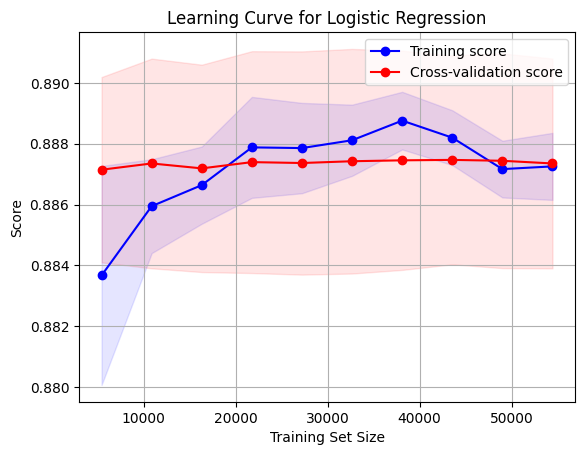 Learning Curve for Logistic Regression
Training score
Cross-validation score
0.890
0.888
0.886
0.884
0.882
0.880
Score
10000 20000 30000 40000 50000
Training Set Size